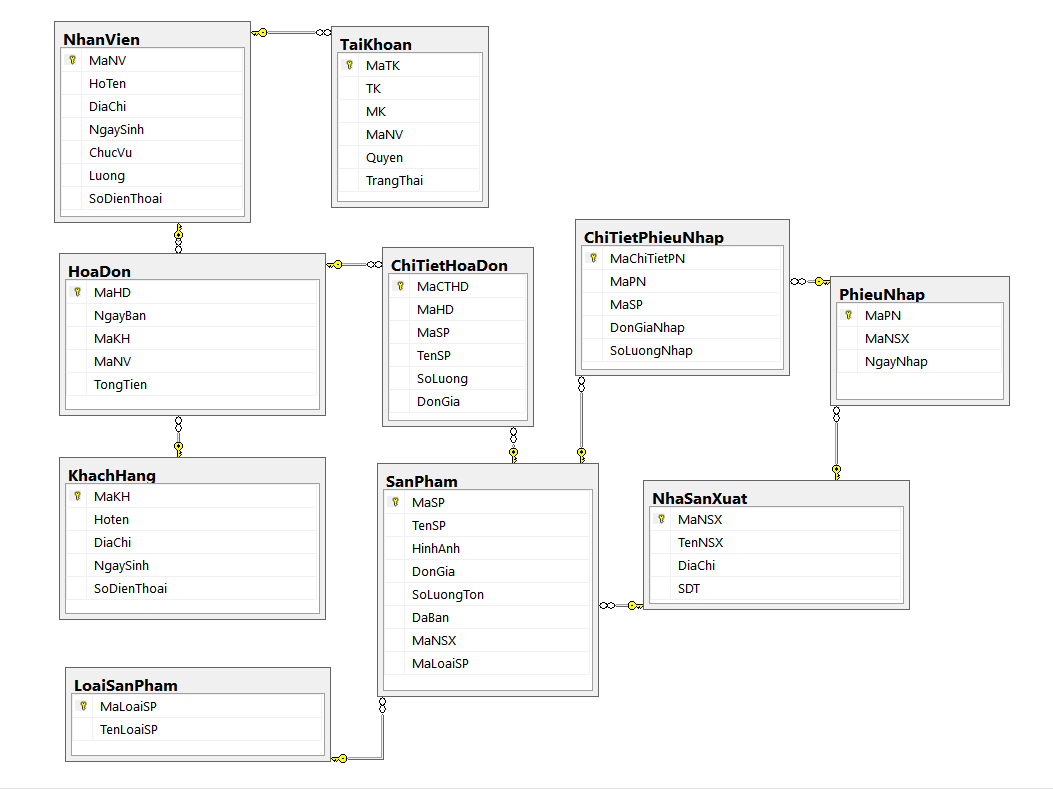 NhanVien
MaNV
HoTen
DiaChi
NgaySinh
ChucVu
Luong
SoDienThoai
TaiKhoan
MaTK
TK
MK
MaNV
Quyen
TrangThai
HoaDon
MaHD
NgayBan
MaKH
MaNV
TongTien
ChiTietHoaDon
MaCTHD
MaHD
MaSP
TenSP
SoLuong
DonGia
ChiTietPhieuNhap
MaChiTietPN
MaPN
MaSP
DonGiaNhap
SoLuongNhap
PhieuNhap
MaPN
MaNSX
NgayNhap
KhachHang
MaKH
Hoten
DiaChi
NgaySinh
SoDienThoai
SanPham
MaSP
TenSP
HinhAnh
DonGia
SoLuongTon
DaBan
MaNSX
MaLoaiSP
NhaSanXuat
MaNSX
TenNSX
DiaChi
SDT
LoaiSanPham
MaLoaiSP
TenLoaiSP